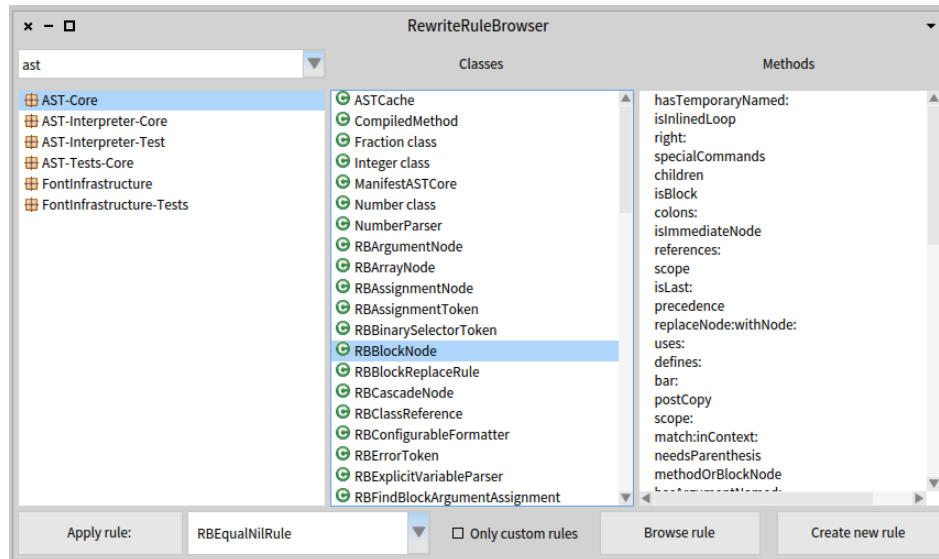 RewriteRuleBrowser
ast
Classes
Methods
AST-Core
AST-Interpreter-Core
AST-Interpreter-Test
AST-Tests-Core
FontInfrastructure
FontInfrastructure-Tests
ASTCache
CompiledMethod
Fraction class
Integer class
ManifestASTCore
Number class
NumberParser
RBArgumentNode
RBArrayNode
RBAssignmentNode
RBAssignmentToken
RBBinarySelectorToken
RBBlockNode
RBBlockReplaceRule
RBCascadeNode
RBClassReference
RBConfigurableFormatter
RBErrorToken
RBExplicitVariableParser
RBFindBlockArgumentAssignment
hasTemporaryNamed:
isInlinedLoop
right:
specialCommands
children
isBlock
colons:
isImmediateNode
references:
scope
isLast:
precedence
replaceNode:withNode:
uses:
defines:
bar:
postCopy
scope:
match:inContext:
needsParenthesis
methodOrBlockNode
hasArgumentNamed:
Apply rule:
RBEqualNilRule
Only custom rules
Browse rule
Create new rule